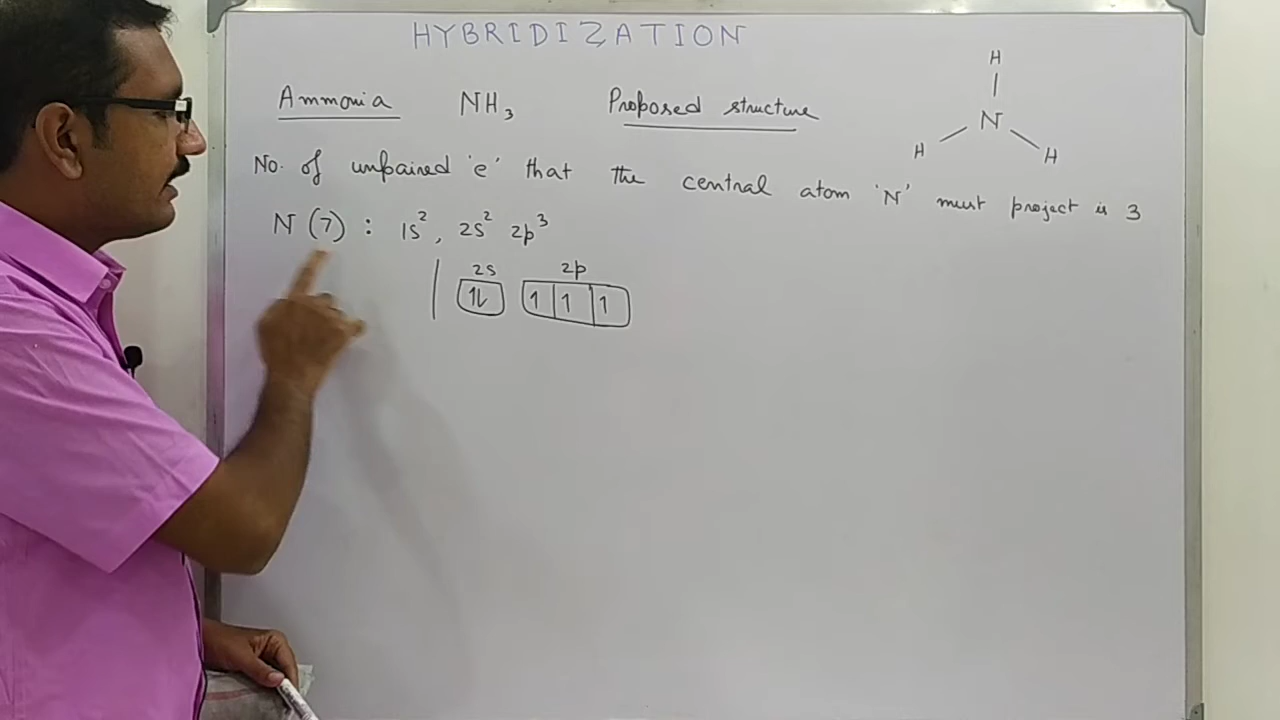 HYBRIDIZATION
Ammonia NH₃ Proposed structure
H
N
H H
No. of unpaired 'e' that the central atom 'N' must project is 3
N (7) : 1s², 2s² 2p³
2s 2p
1L 1 1 1